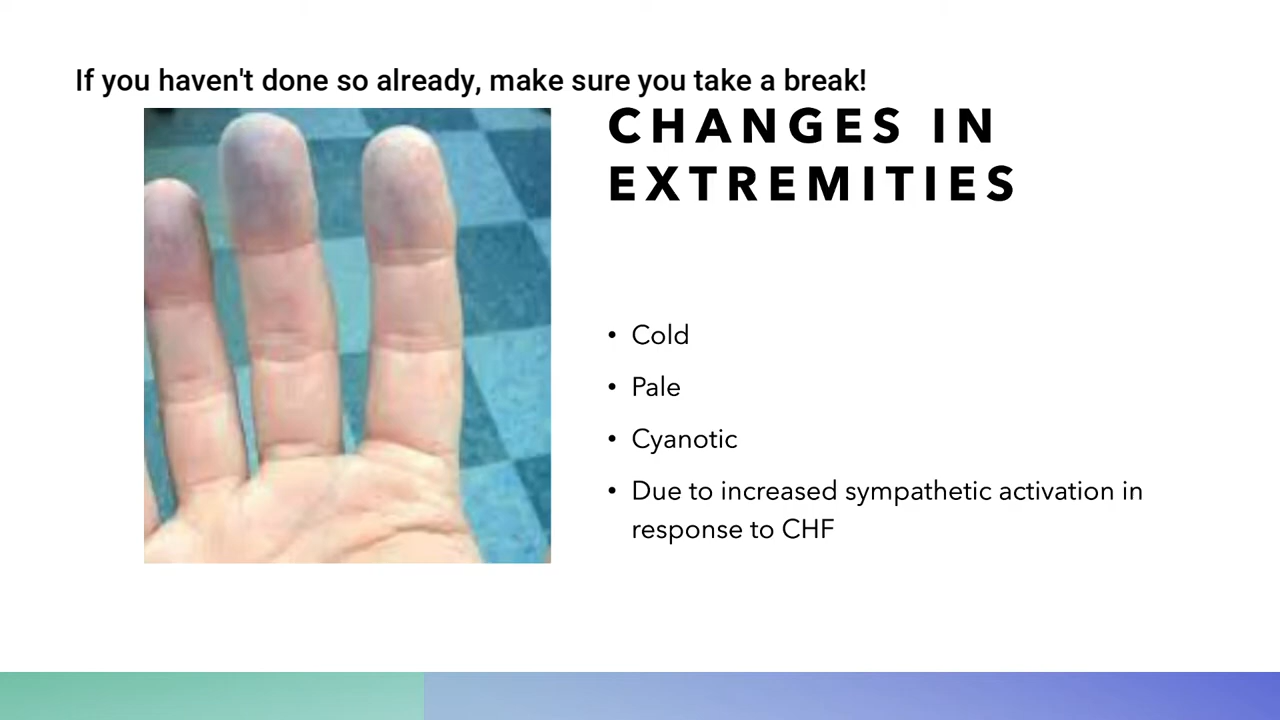 If you haven't done so already, make sure you take a break!
CHANGES IN
EXTREMITIES
• Cold
• Pale
• Cyanotic
• Due to increased sympathetic activation in
response to CHF